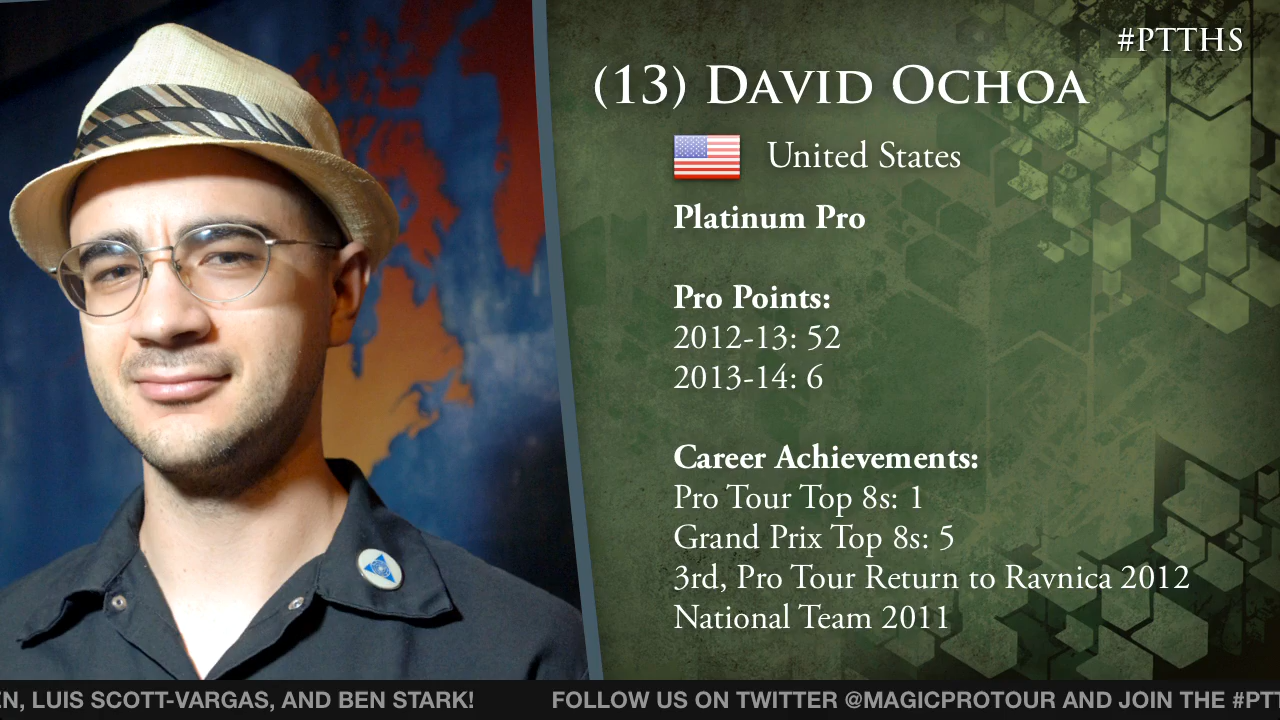 #PTTHS
(13) David Ochoa
United States
Platinum Pro
Pro Points:
2012-13: 52
2013-14: 6
Career Achievements:
Pro Tour Top 8s: 1
Grand Prix Top 8s: 5
3rd, Pro Tour Return to Ravnica 2012
National Team 2011
EN, LUIS SCOTT-VARGAS, AND BEN STARK! FOLLOW US ON TWITTER @MAGICPROTOUR AND JOIN THE #PTT